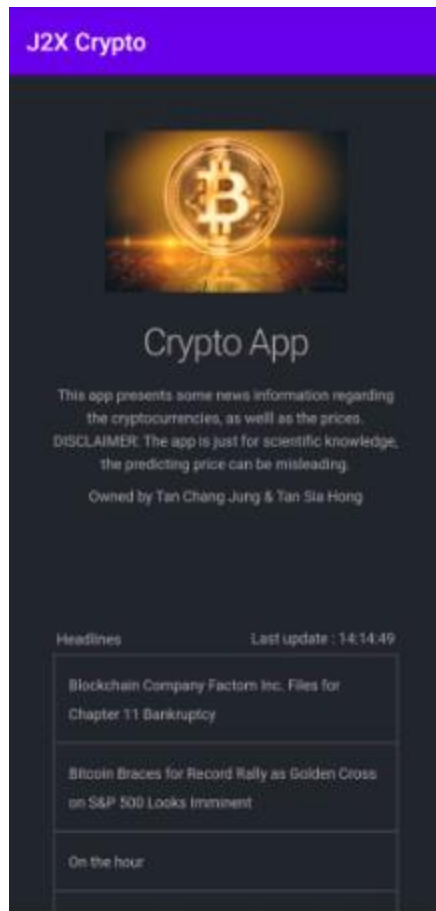 J2X Crypto
Crypto App
This app presents some news information regarding
the cryptocurrencies, as welll as the prices.
DISCLAIMER: The app is just for scientific knowledge,
the predicting price can be misleading.
Owned by Tan Chang Jung & Tan Sia Hong
Headlines Last update : 14:14:49
Blockchain Company Factom Inc. Files for
Chapter 11 Bankruptcy
Bitcoin Braces for Record Rally as Golden Cross
on S&P 500 Looks Imminent
On the hour